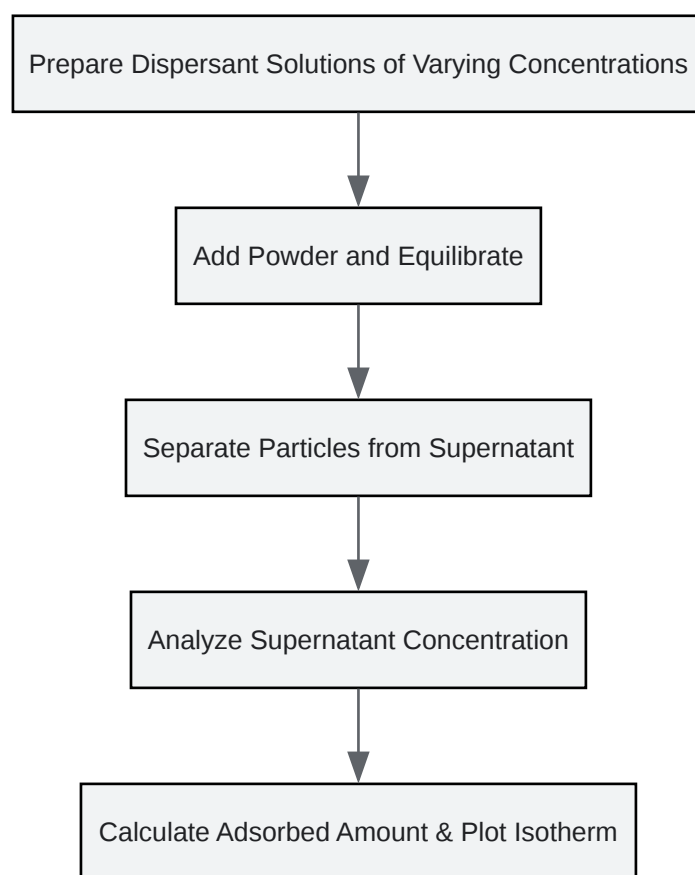 Prepare Dispersant Solutions of Varying Concentrations
Add Powder and Equilibrate
Separate Particles from Supernatant
Analyze Supernatant Concentration
Calculate Adsorbed Amount & Plot Isotherm